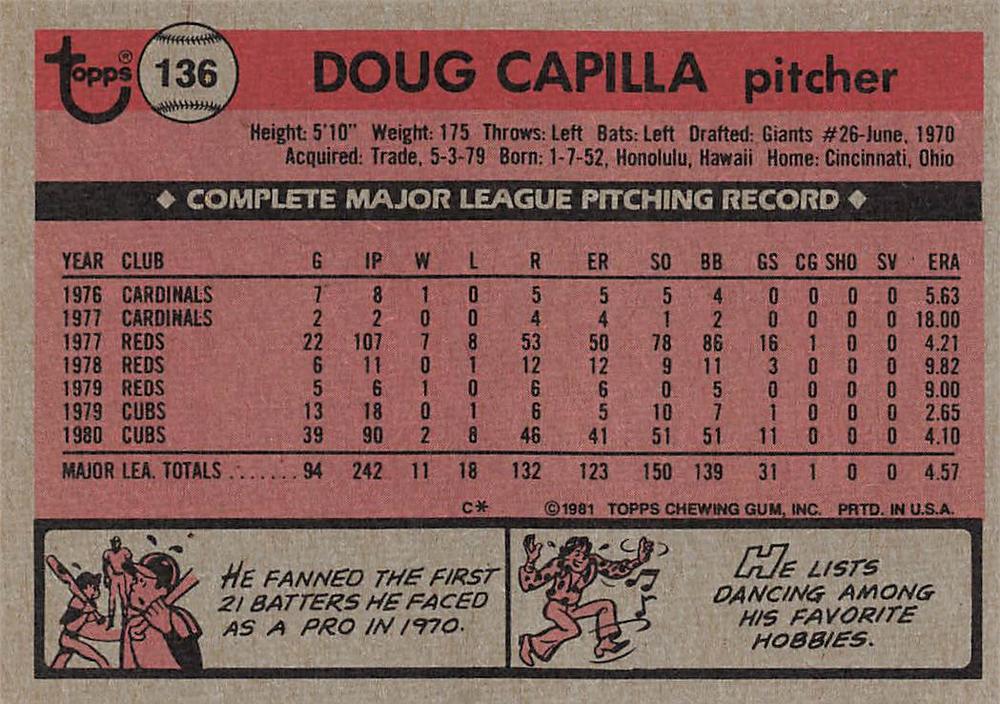 Topps® 136 DOUG CAPILLA pitcher
Height: 5'10" Weight: 175 Throws: Left Bats: Left Drafted: Giants #26-June, 1970
Acquired: Trade, 5-3-79 Born: 1-7-52, Honolulu, Hawaii Home: Cincinnati, Ohio
◆ COMPLETE MAJOR LEAGUE PITCHING RECORD ◆
YEAR CLUB G IP W L R ER SO BB GS CG SHO SV ERA
1976 CARDINALS 7 8 1 0 5 5 5 4 0 0 0 0 5.63
1977 CARDINALS 2 2 0 0 4 4 1 2 0 0 0 0 18.00
1977 REDS 22 107 7 8 53 50 78 86 16 1 0 0 4.21
1978 REDS 6 11 0 1 12 12 9 11 3 0 0 0 9.82
1979 REDS 5 6 1 0 6 6 0 5 0 0 0 0 9.00
1979 CUBS 13 18 0 1 6 5 10 7 1 0 0 0 2.65
1980 CUBS 39 90 2 8 46 41 51 51 11 0 0 0 4.10
MAJOR LEA. TOTALS ....... 94 242 11 18 132 123 150 139 31 1 0 0 4.57
C* ©1981 TOPPS CHEWING GUM, INC. PRTD. IN U.S.A.
HE FANNED THE FIRST
21 BATTERS HE FACED
AS A PRO IN 1970.
HE LISTS
DANCING AMONG
HIS FAVORITE
HOBBIES.